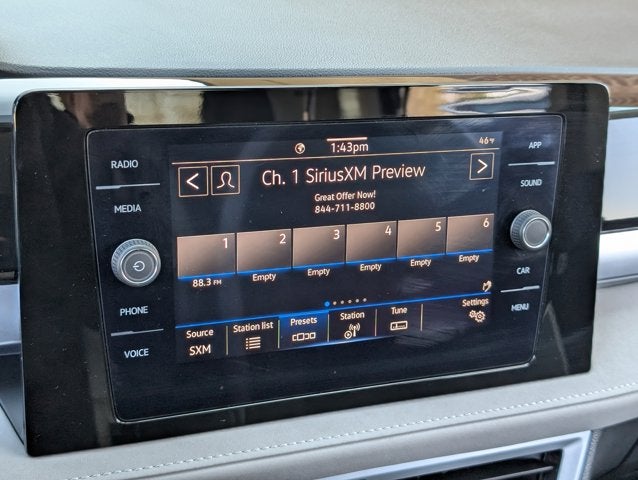 RADIO
MEDIA
PHONE
VOICE
1:43pm
46°F
Ch. 1 SiriusXM Preview
Great Offer Now!
844-711-8800
1 2 3 4 5 6
88.3 FM Empty Empty Empty Empty Empty
Source Station list Presets Station Tune Settings
SXM
APP
SOUND
CAR
MENU